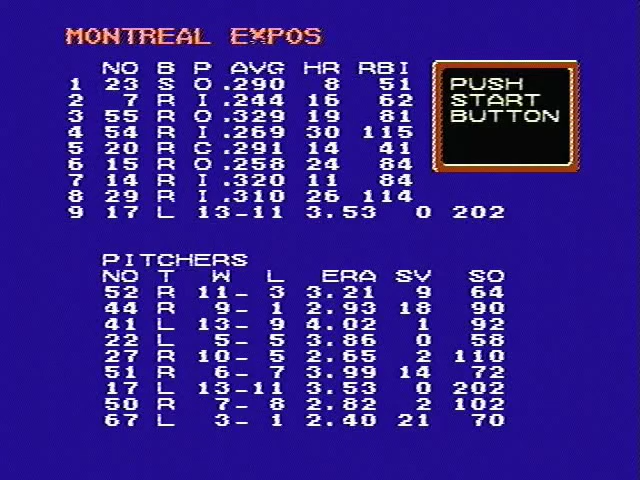 MONTREAL EXPOS
NO B P AVG HR RBI
1 23 S O .290 8 51
2 7 R I .244 16 62
3 55 R O .329 19 81
4 54 R I .269 30 115
5 20 R C .291 14 41
6 15 R O .258 24 84
7 14 R I .320 11 84
8 29 R I .310 26 114
9 17 L 13-11 3.53 0 202
PUSH
START
BUTTON
PITCHERS
NO T W L ERA SV SO
52 R 11- 3 3.21 9 64
44 R 9- 1 2.93 18 90
41 L 13- 9 4.02 1 92
22 L 5- 5 3.86 0 58
27 R 10- 5 2.65 2 110
51 R 6- 7 3.99 14 72
17 L 13-11 3.53 0 202
50 R 7- 8 2.82 2 102
67 L 3- 1 2.40 21 70